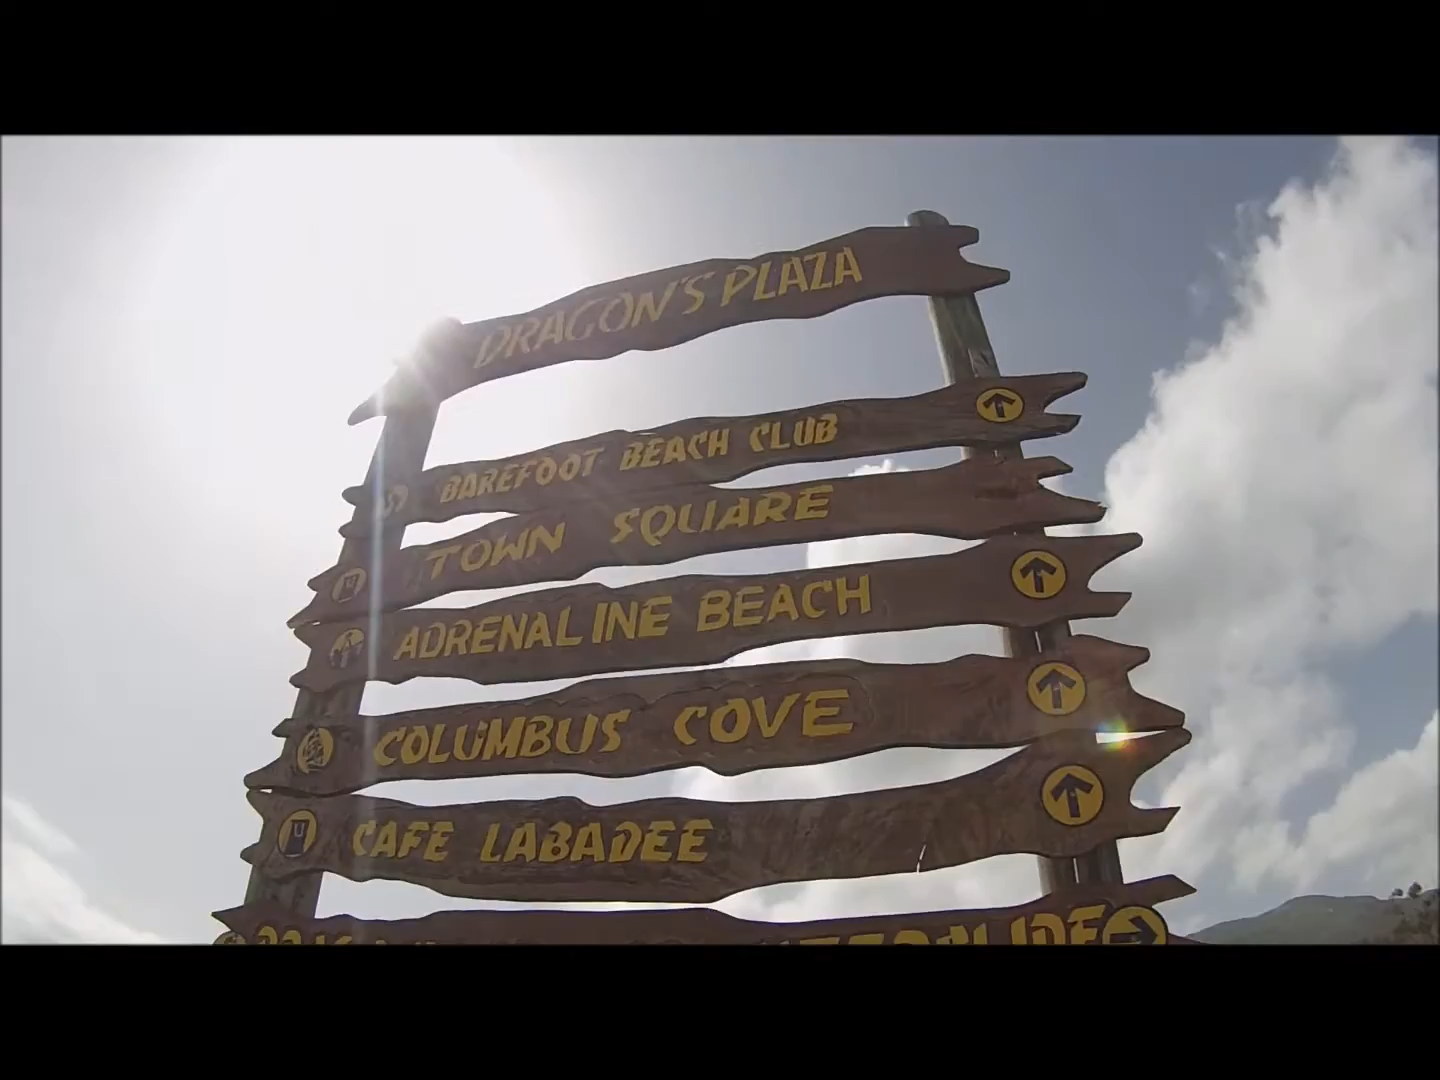 DRAGON'S PLAZA
BAREFOOT BEACH CLUB
TOWN SQUARE
ADRENALINE BEACH
COLUMBUS COVE
CAFE LABADEE